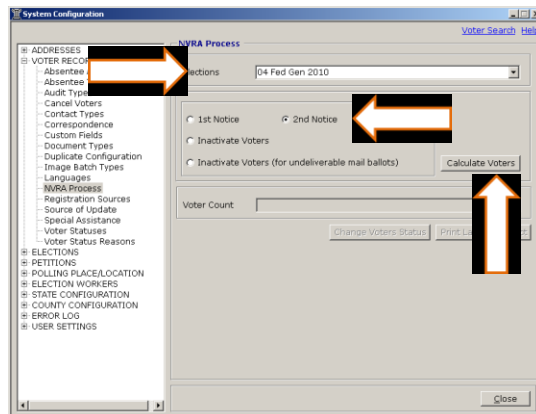 System Configuration
Voter Search Help
ADDRESSES
VOTER RECO
Absentee
Absentee
Audit Type
Cancel Voters
Contact Types
Correspondence
Custom Fields
Document Types
Duplicate Configuration
Image Batch Types
Languages
NVRA Process
Registration Sources
Source of Update
Special Assistance
Voter Statuses
Voter Status Reasons
ELECTIONS
PETITIONS
POLLING PLACE/LOCATION
ELECTION WORKERS
STATE CONFIGURATION
COUNTY CONFIGURATION
ERROR LOG
USER SETTINGS
NVRA Process
lections
04 Fed Gen 2010
1st Notice
2nd Notice
Inactivate Voters
Inactivate Voters (for undeliverable mail ballots)
Calculate Voters
Voter Count
Change Voters Status
Print La
Close